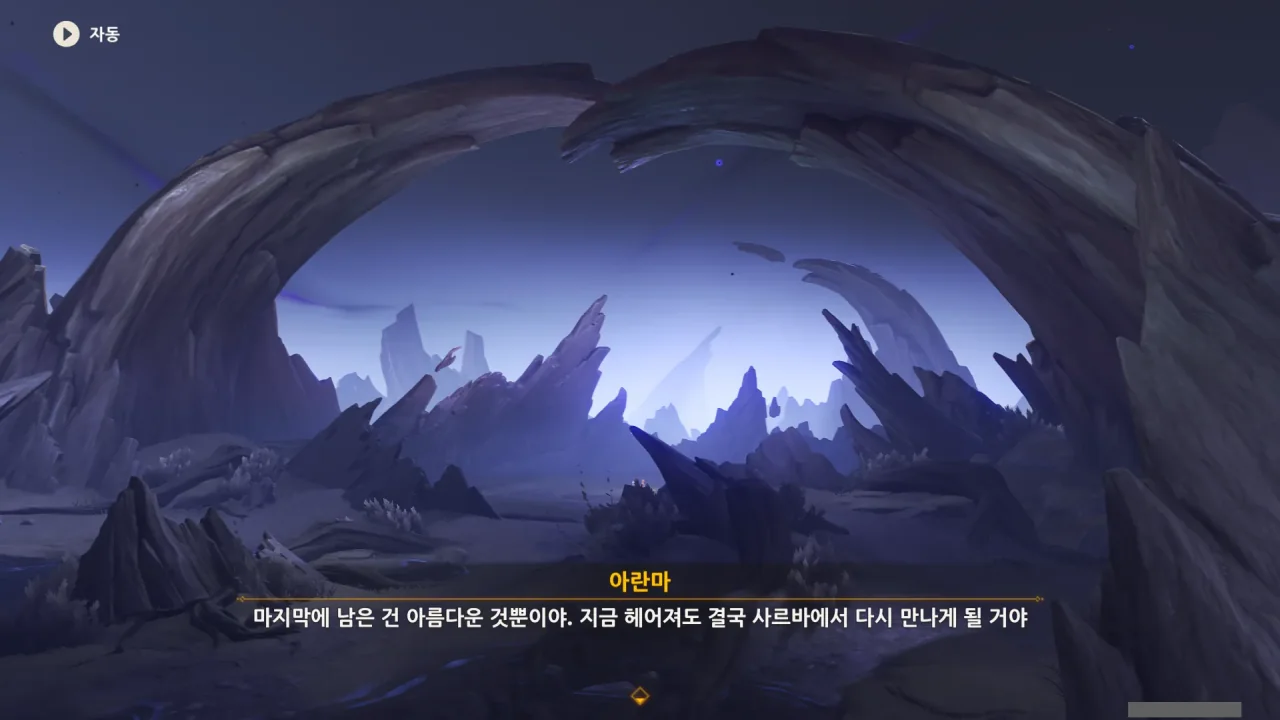 자동
아란마
마지막에 남은 건 아름다운 것뿐이야. 지금 헤어져도 결국 사르바에서 다시 만나게 될 거야